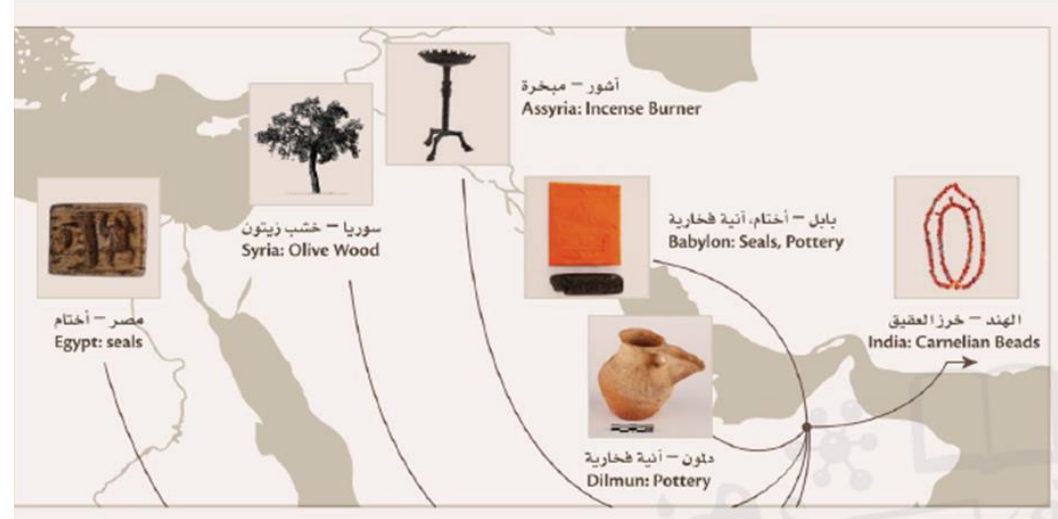 آشور – مبخرة
Assyria: Incense Burner
سوريا – خشب زيتون
Syria: Olive Wood
بابل – أختام، آنية فخارية
Babylon: Seals, Pottery
مصر – أختام
Egypt: seals
الهند – خرز العقيق
India: Carnelian Beads
دلمون – آنية فخارية
Dilmun: Pottery